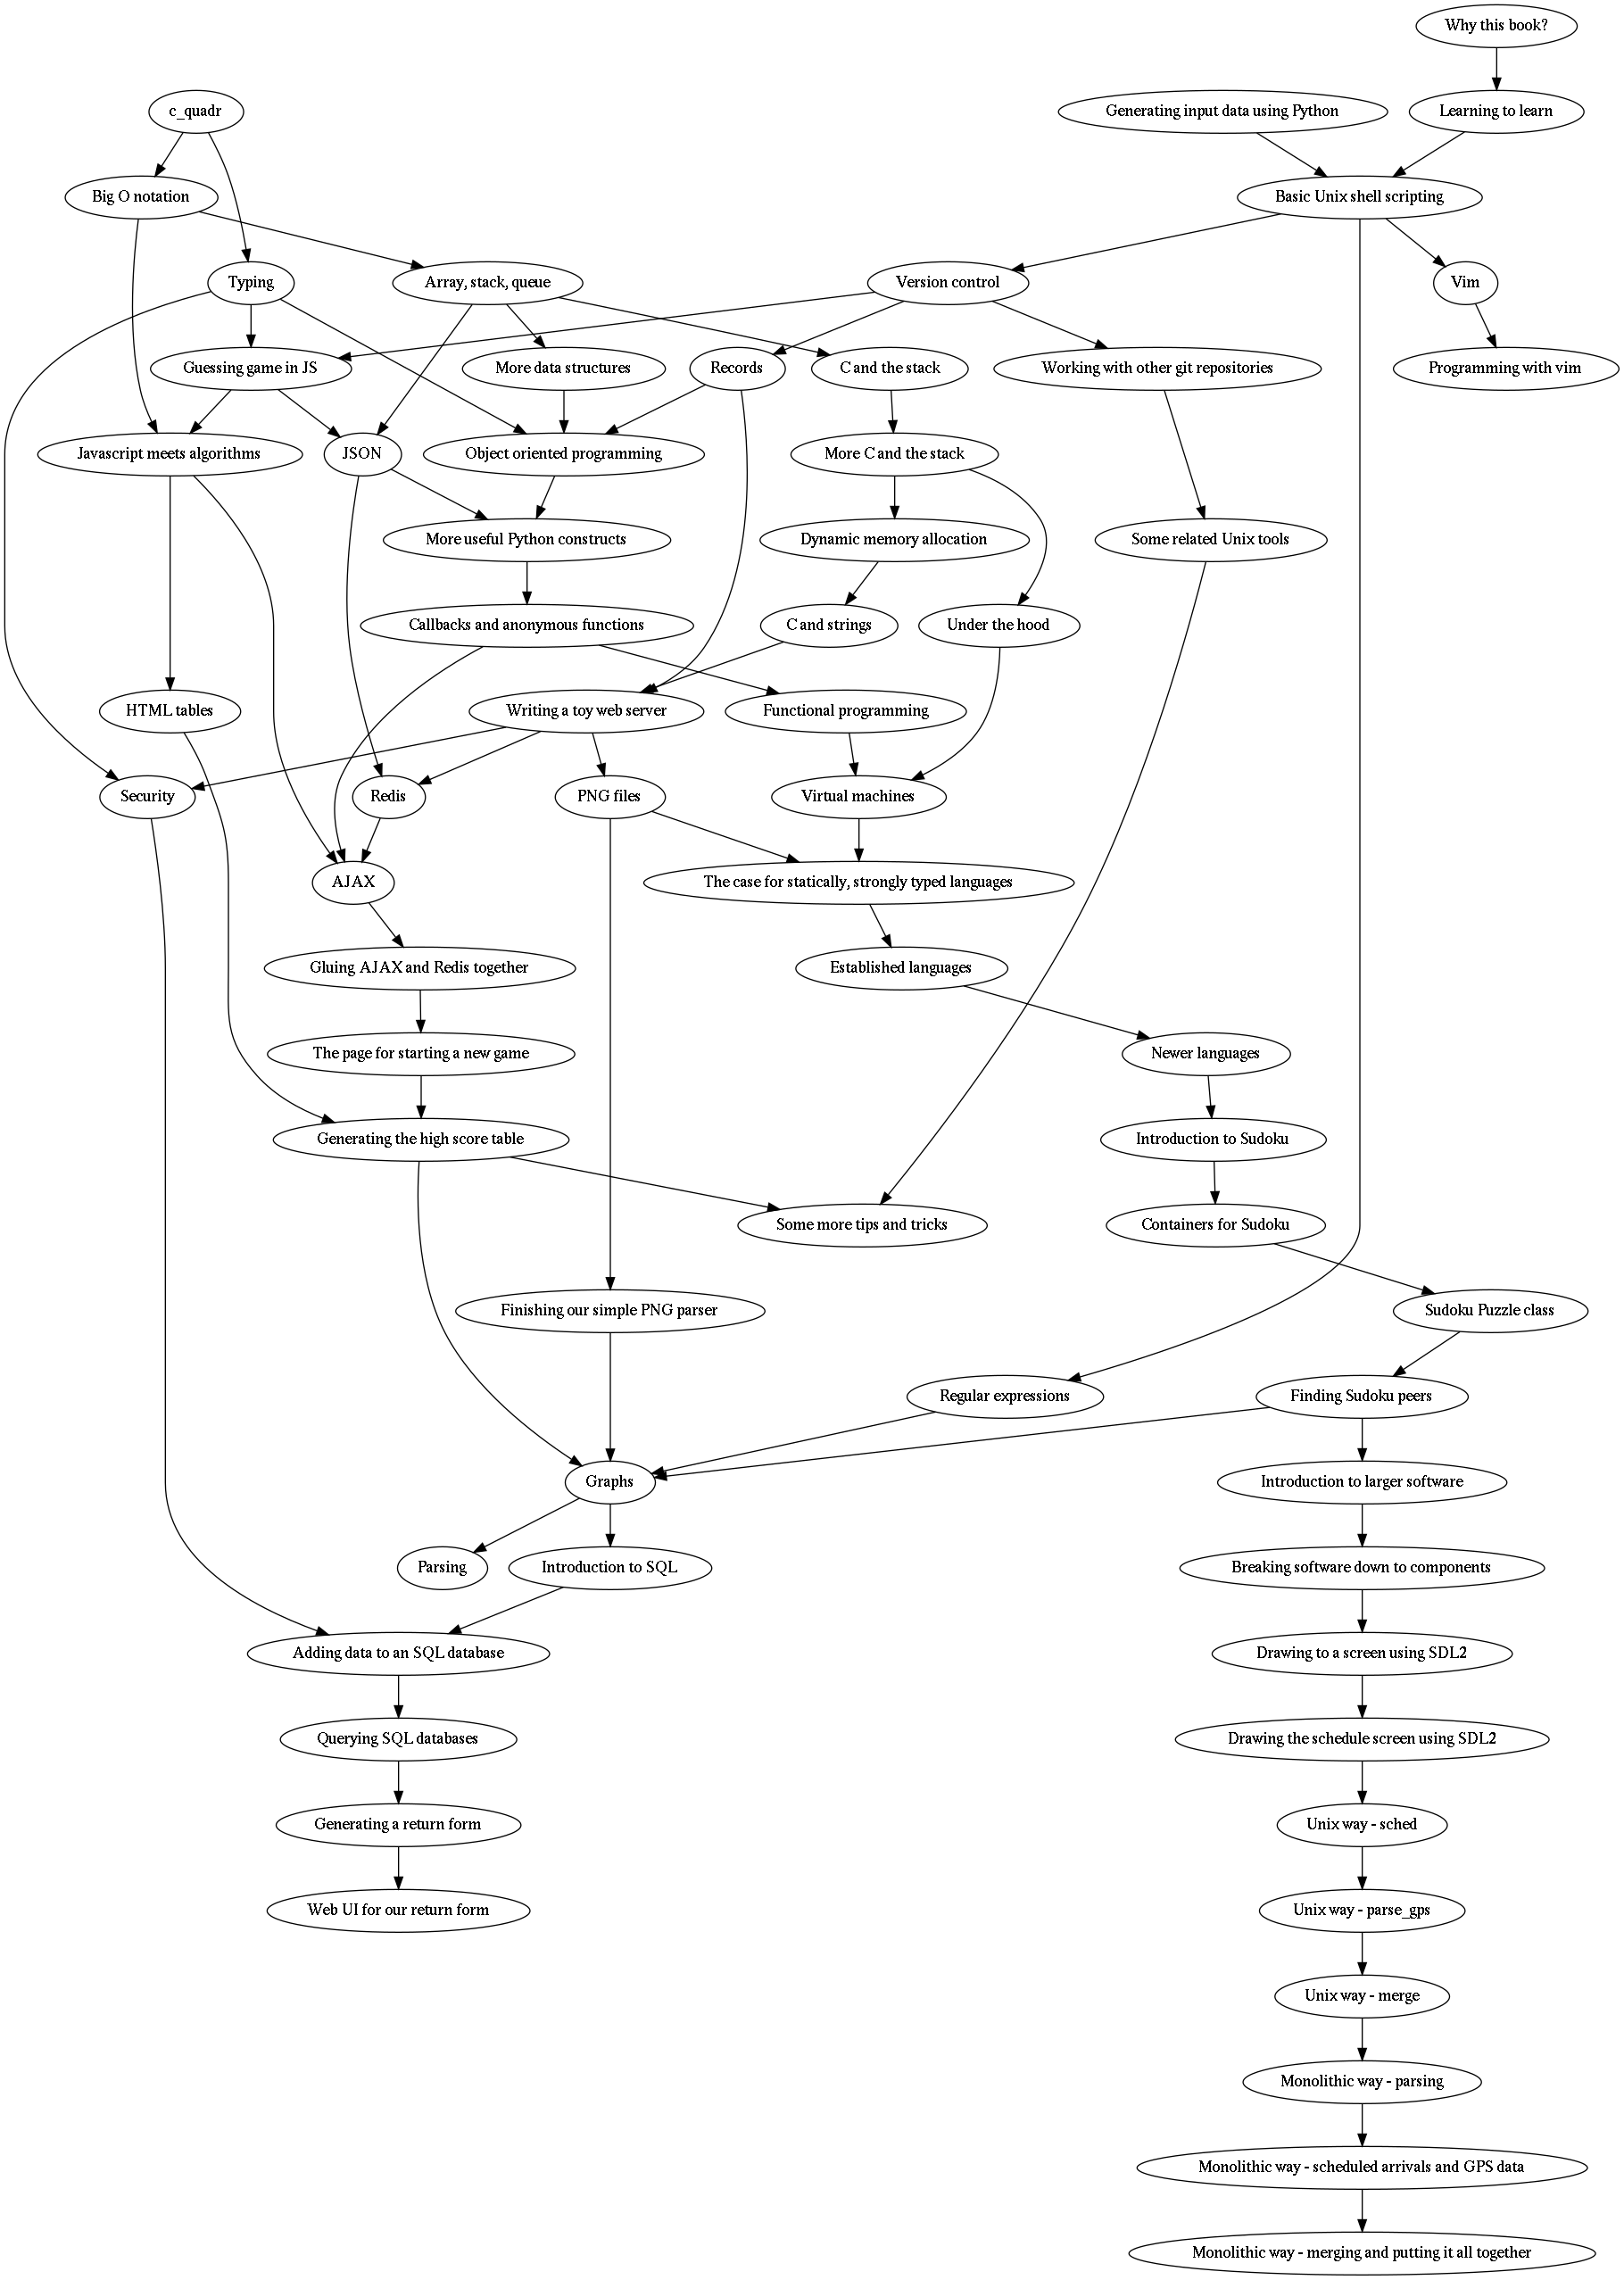 Why this book?
c_quadr
Generating input data using Python
Learning to learn
Big O notation
Basic Unix shell scripting
Typing
Array, stack, queue
Version control
Vim
Guessing game in JS
More data structures
Records
C and the stack
Working with other git repositories
Programming with vim
Javascript meets algorithms
JSON
Object oriented programming
More C and the stack
More useful Python constructs
Dynamic memory allocation
Some related Unix tools
Callbacks and anonymous functions
C and strings
Under the hood
HTML tables
Writing a toy web server
Functional programming
Security
Redis
PNG files
Virtual machines
AJAX
The case for statically, strongly typed languages
Gluing AJAX and Redis together
Established languages
The page for starting a new game
Newer languages
Generating the high score table
Introduction to Sudoku
Some more tips and tricks
Containers for Sudoku
Finishing our simple PNG parser
Sudoku Puzzle class
Regular expressions
Finding Sudoku peers
Graphs
Introduction to larger software
Parsing
Introduction to SQL
Breaking software down to components
Adding data to an SQL database
Drawing to a screen using SDL2
Querying SQL databases
Drawing the schedule screen using SDL2
Generating a return form
Unix way - sched
Web UI for our return form
Unix way - parse_gps
Unix way - merge
Monolithic way - parsing
Monolithic way - scheduled arrivals and GPS data
Monolithic way - merging and putting it all together